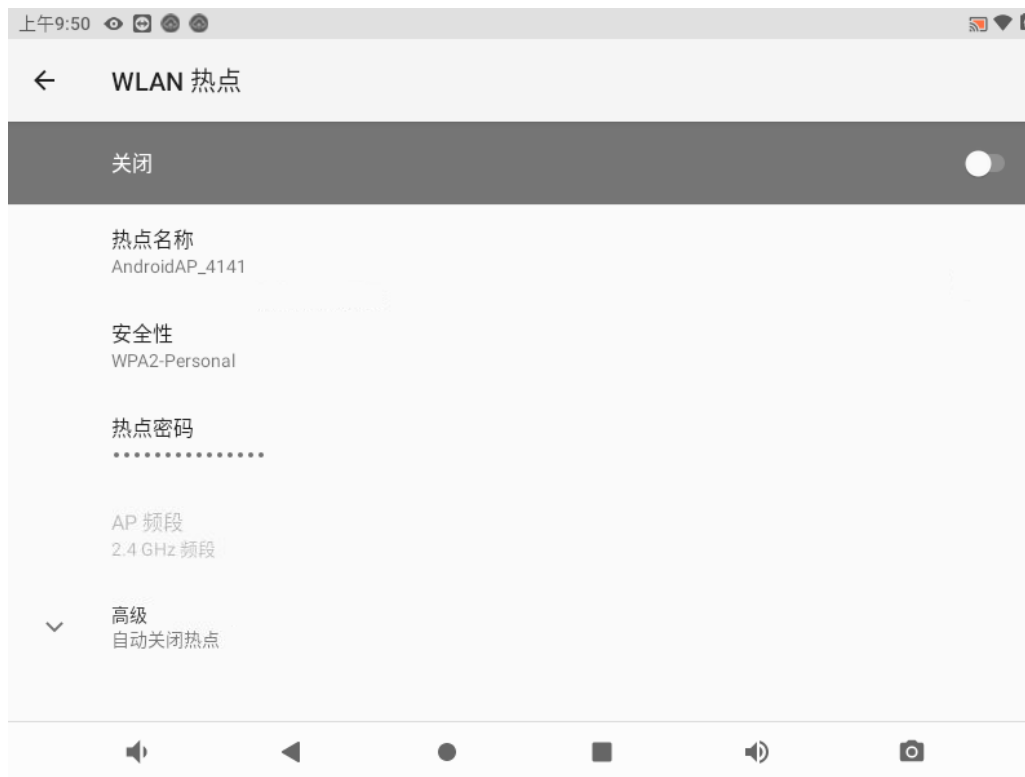 上午9:50
WLAN 热点
关闭
热点名称
AndroidAP_4141
安全性
WPA2-Personal
热点密码
•••••••••••••••
AP 频段
2.4 GHz 频段
高级
自动关闭热点